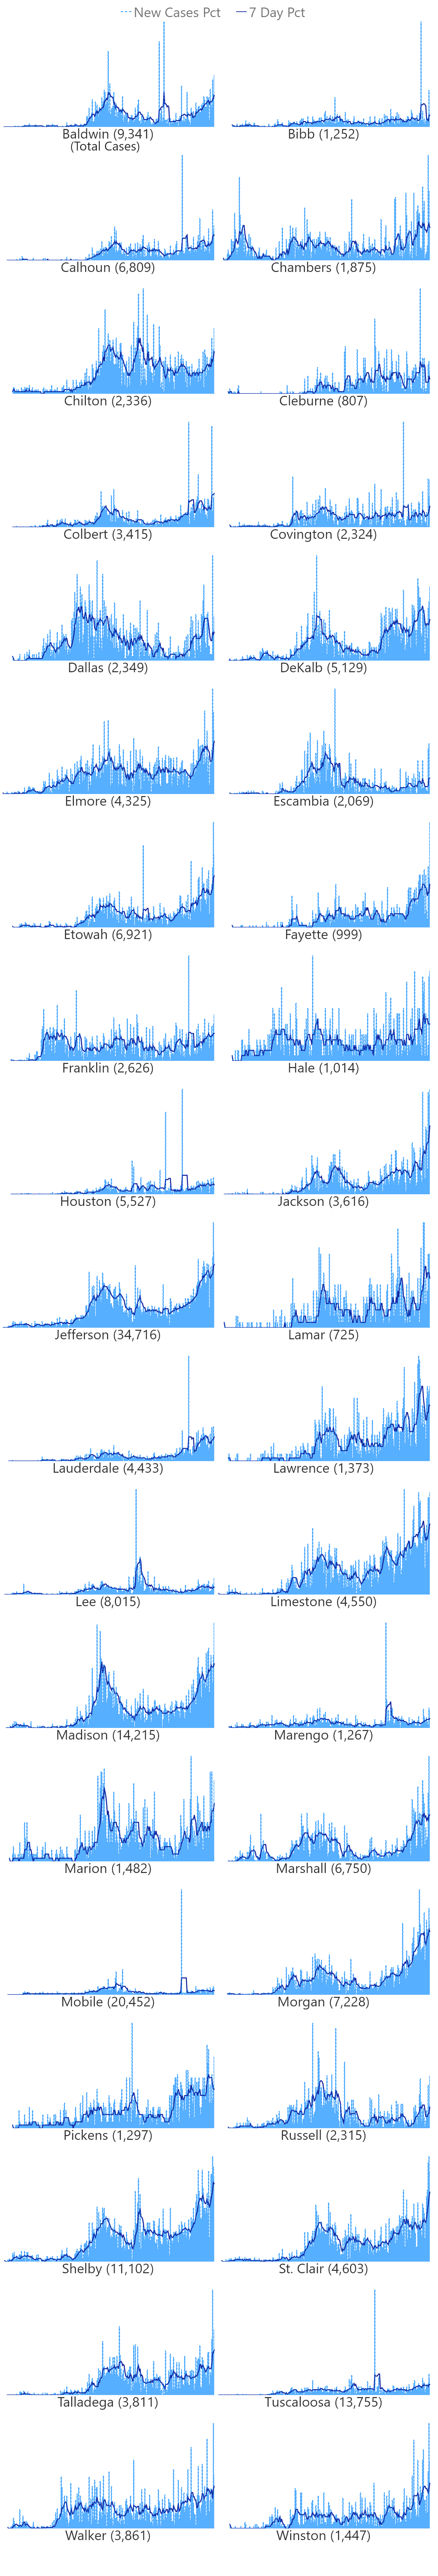 New Cases Pct 7 Day Pct
Baldwin (9,341) Bibb (1,252)
(Total Cases)
Calhoun (6,809) Chambers (1,875)
Chilton (2,336) Cleburne (807)
Colbert (3,415) Covington (2,324)
Dallas (2,349) DeKalb (5,129)
Elmore (4,325) Escambia (2,069)
Etowah (6,921) Fayette (999)
Franklin (2,626) Hale (1,014)
Houston (5,527) Jackson (3,616)
Jefferson (34,716) Lamar (725)
Lauderdale (4,433) Lawrence (1,373)
Lee (8,015) Limestone (4,550)
Madison (14,215) Marengo (1,267)
Marion (1,482) Marshall (6,750)
Mobile (20,452) Morgan (7,228)
Pickens (1,297) Russell (2,315)
Shelby (11,102) St. Clair (4,603)
Talladega (3,811) Tuscaloosa (13,755)
Walker (3,861) Winston (1,447)